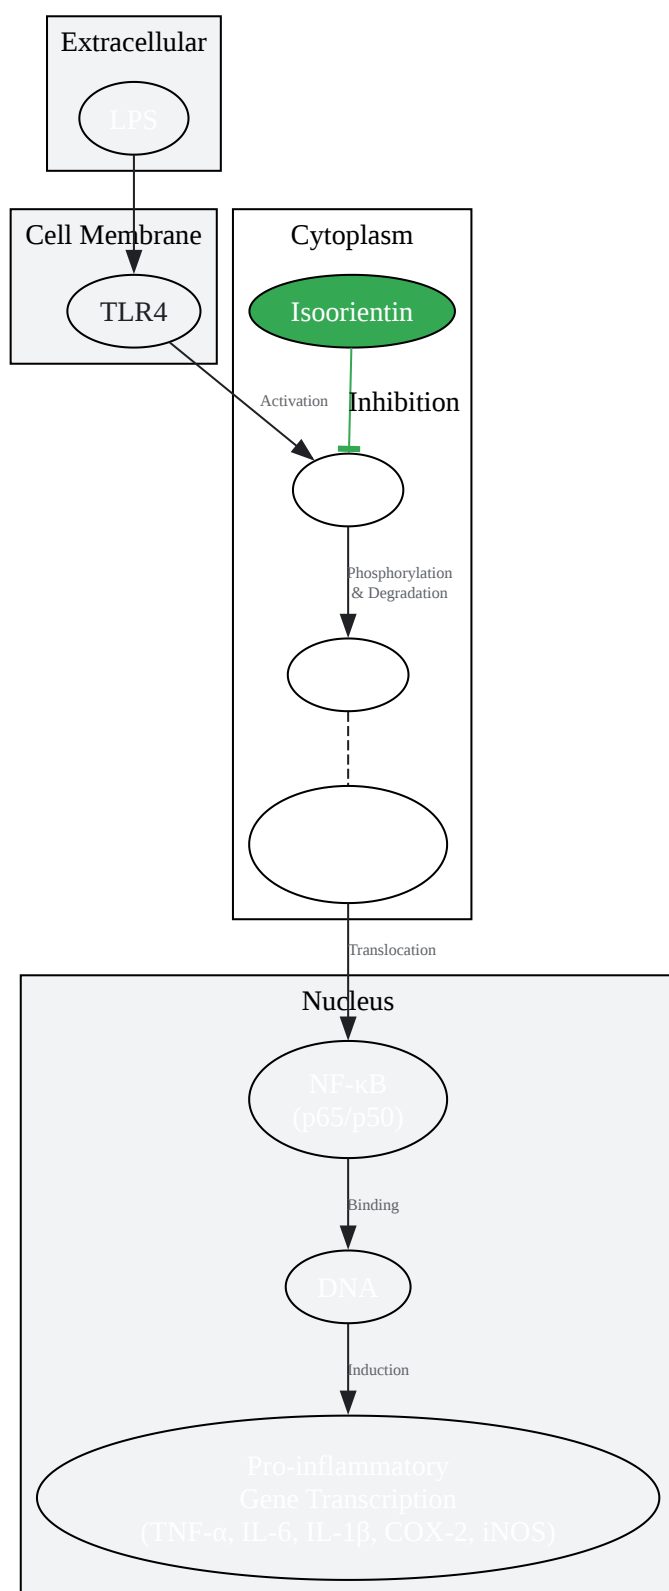 Extracellular
LPS
Cell Membrane
TLR4
Cytoplasm
Isoorientin
Activation
Inhibition
Phosphorylation
& Degradation
Translocation
Nucleus
NF-κB
(p65/p50)
Binding
DNA
Induction
Pro-inflammatory
Gene Transcription
(TNF-α, IL-6, IL-1β, COX-2, iNOS)